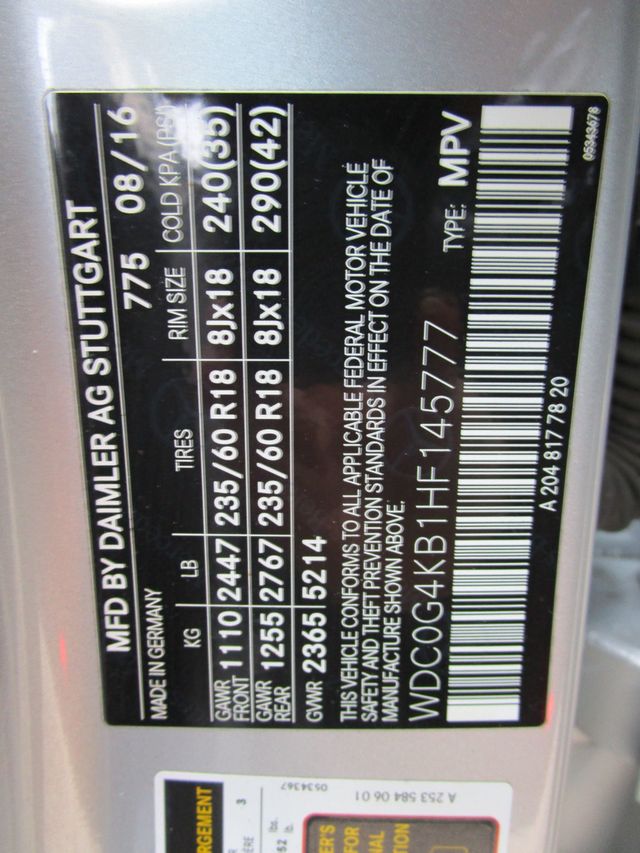 MFD BY DAIMLER AG STUTTGART
MADE IN GERMANY 775 08/16
KG LB TIRES RIM SIZE COLD KPA(PSI)
GAWR FRONT 1110 2447 235/60 R18 8Jx18 240(35)
GAWR REAR 1255 2767 235/60 R18 8Jx18 290(42)
GVWR 2365 5214
THIS VEHICLE CONFORMS TO ALL APPLICABLE FEDERAL MOTOR VEHICLE
SAFETY AND THEFT PREVENTION STANDARDS IN EFFECT ON THE DATE OF
MANUFACTURE SHOWN ABOVE.
WDC0G4KB1HF145777 TYPE: MPV
A 204 817 78 20 05343678
A 253 584 06 01
0534367
3
lbs.
lb.